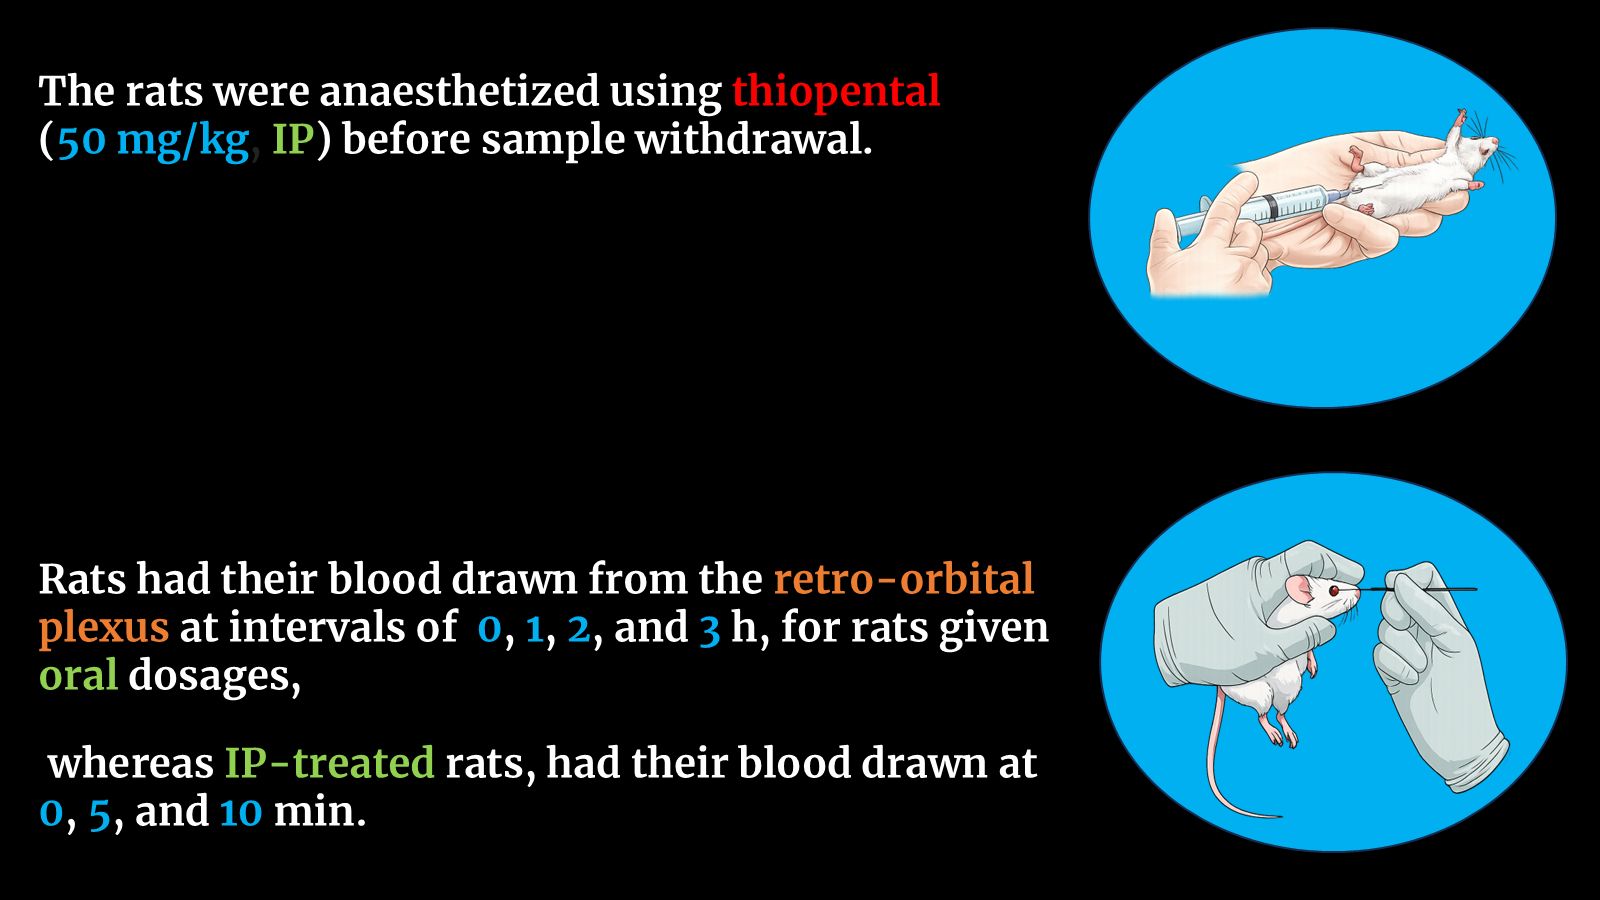 The rats were anaesthetized using thiopental
(50 mg/kg, IP) before sample withdrawal.
Rats had their blood drawn from the retro-orbital
plexus at intervals of  0, 1, 2, and 3 h, for rats given
oral dosages,
whereas IP-treated rats, had their blood drawn at
0, 5, and 10 min.